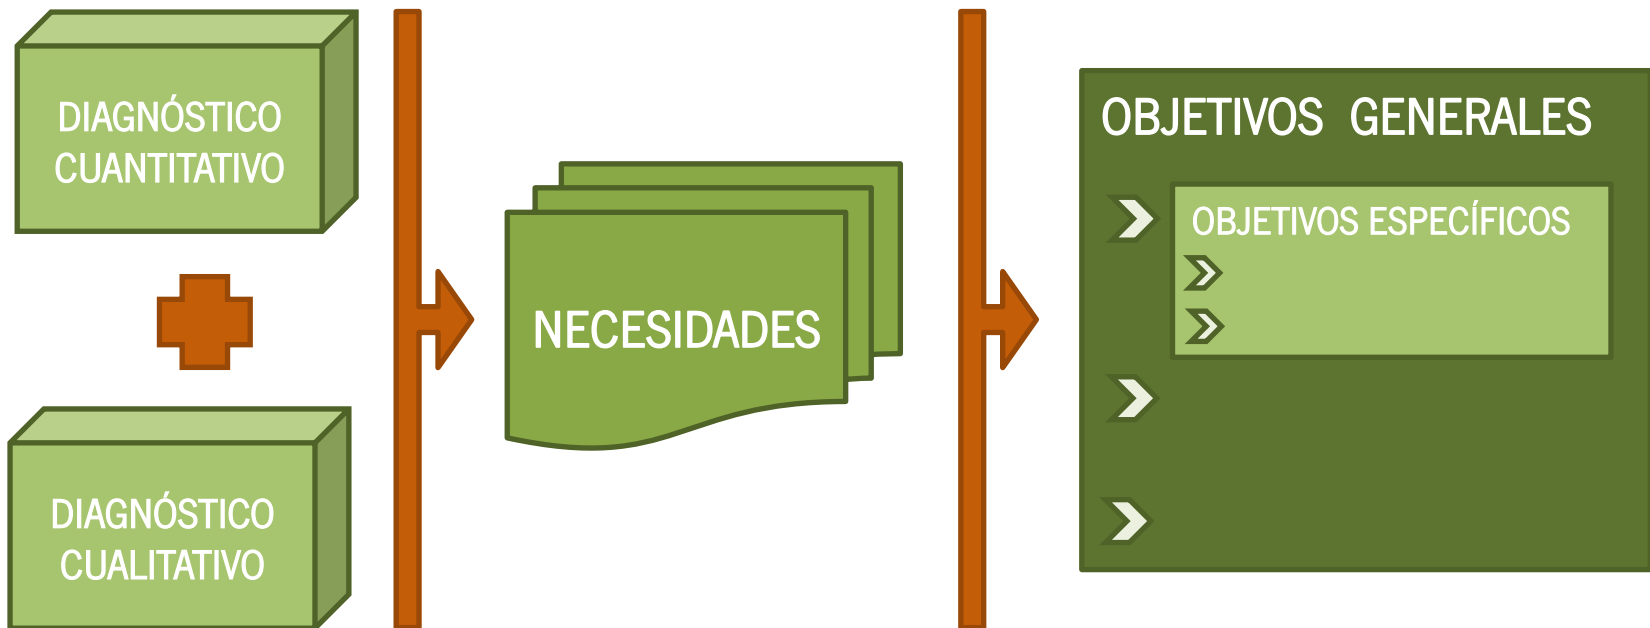 DIAGNÓSTICO
CUANTITATIVO
DIAGNÓSTICO
CUALITATIVO
NECESIDADES
OBJETIVOS GENERALES
OBJETIVOS ESPECÍFICOS